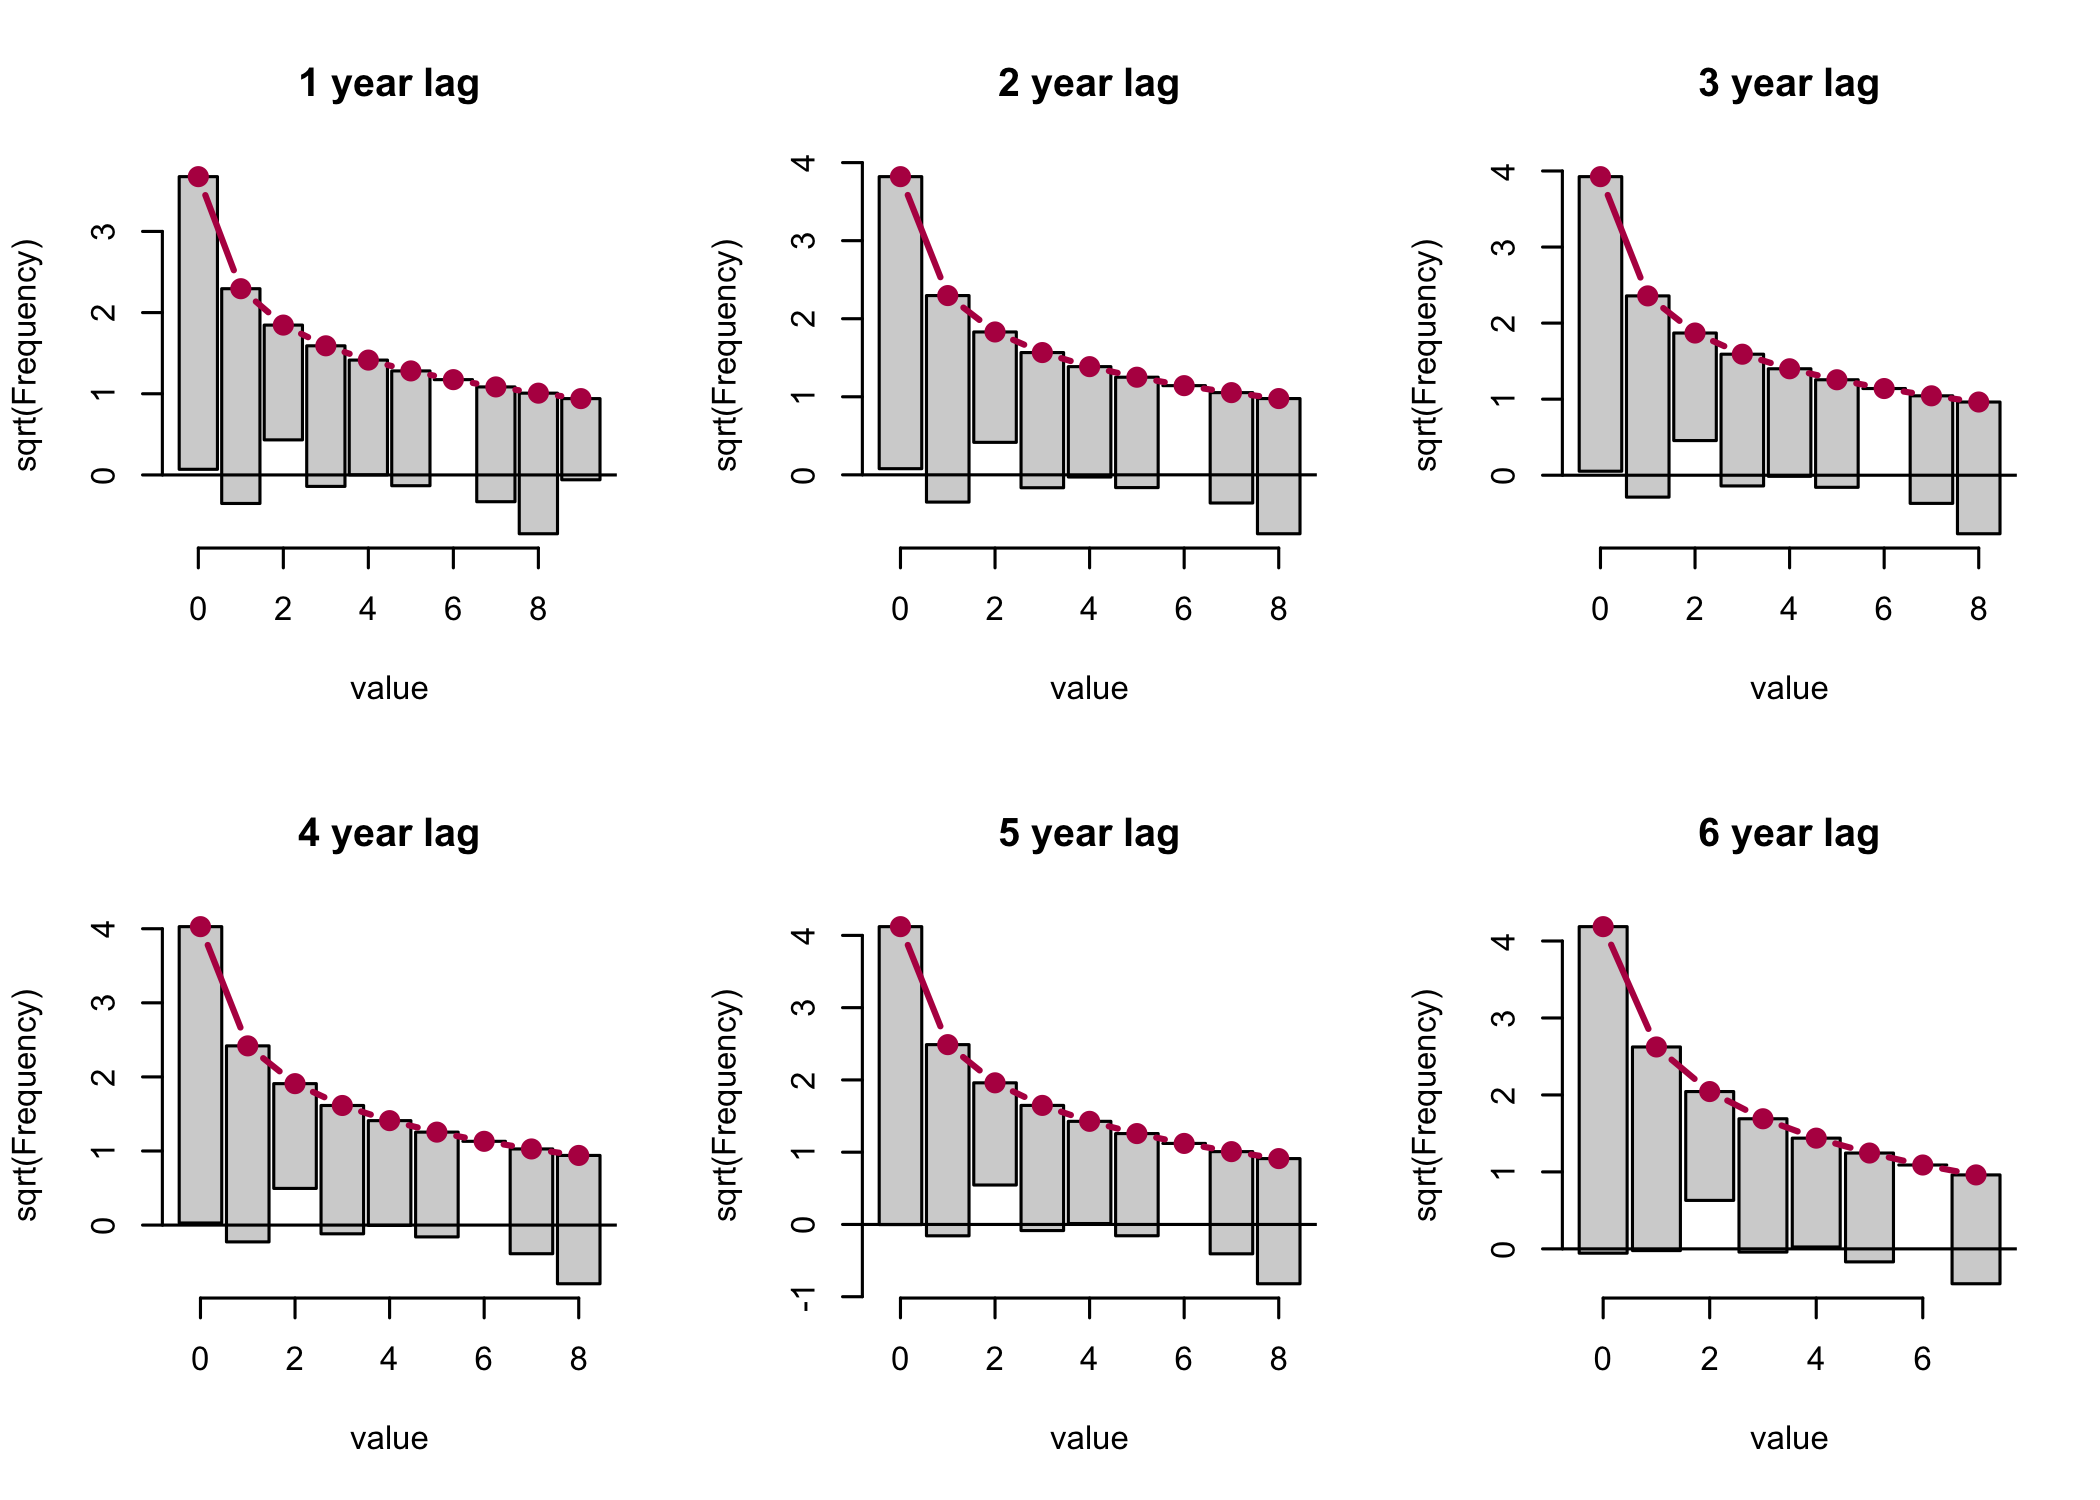 1 year lag
sqrt(Frequency)
3
2
1
0
0 2 4 6 8
value
2 year lag
sqrt(Frequency)
4
3
2
1
0
0 2 4 6 8
value
3 year lag
sqrt(Frequency)
4
3
2
1
0
0 2 4 6 8
value
4 year lag
sqrt(Frequency)
4
3
2
1
0
0 2 4 6 8
value
5 year lag
sqrt(Frequency)
4
3
2
1
0
-1
0 2 4 6 8
value
6 year lag
sqrt(Frequency)
4
3
2
1
0
0 2 4 6
value